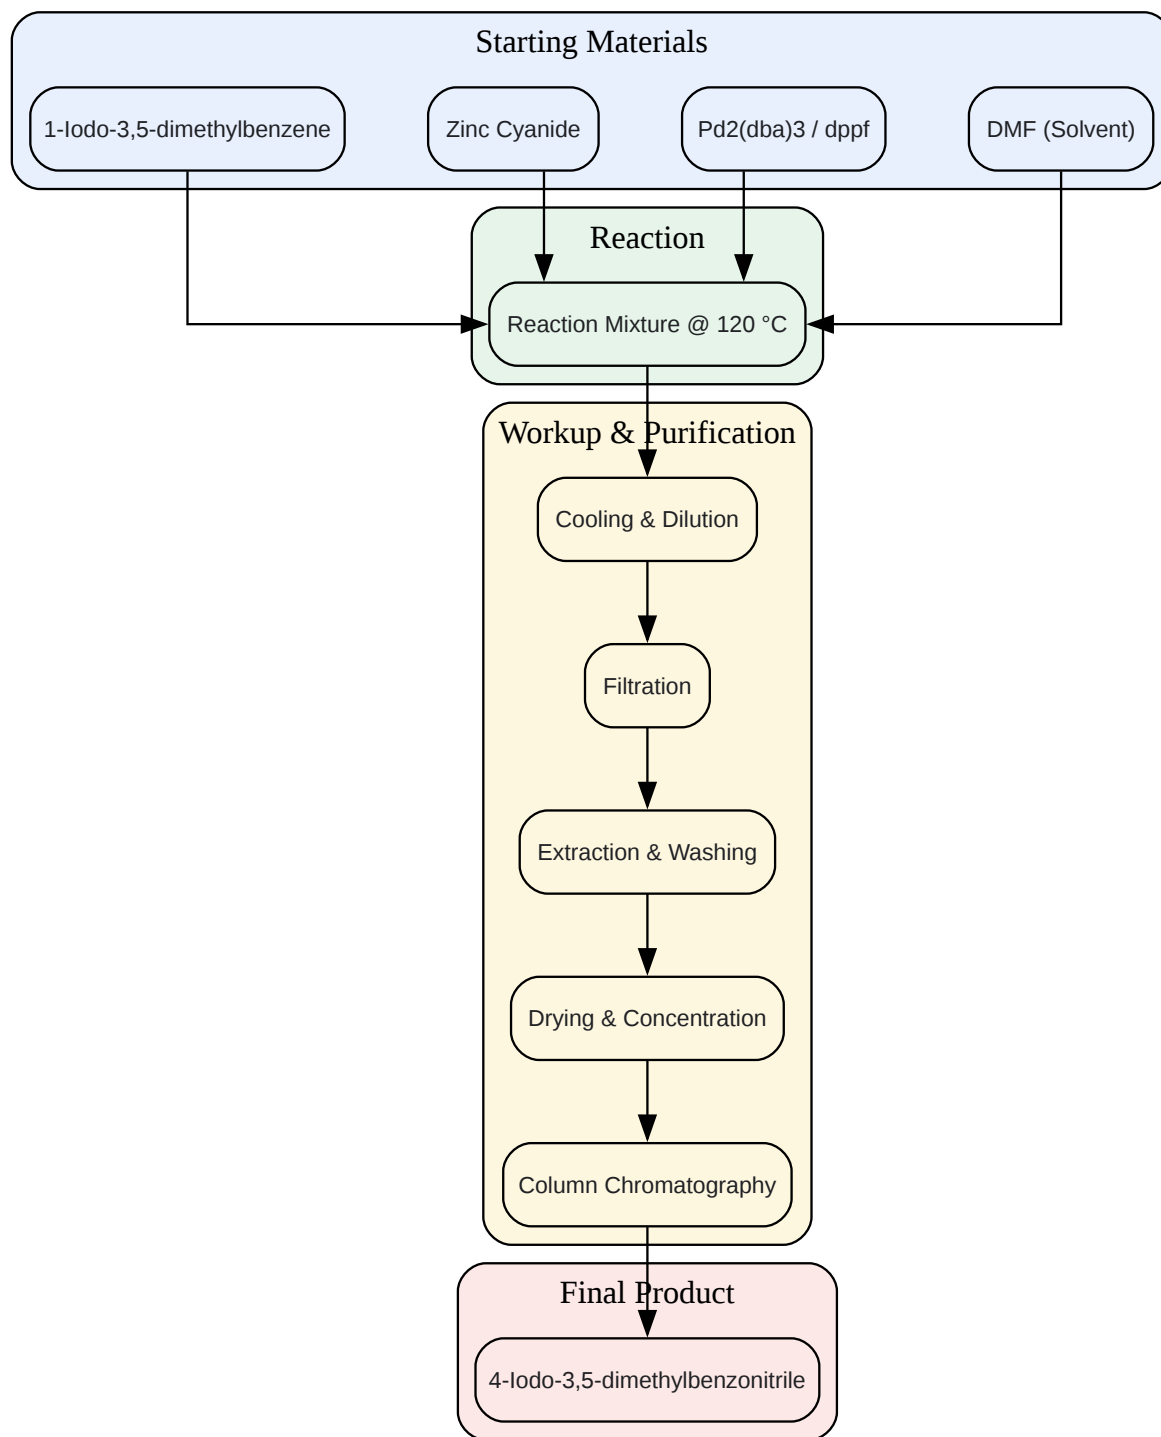 Starting Materials
1-Iodo-3,5-dimethylbenzene
Zinc Cyanide
Pd2(dba)3 / dppf
DMF (Solvent)
Reaction
Reaction Mixture @ 120 °C
Workup & Purification
Cooling & Dilution
Filtration
Extraction & Washing
Drying & Concentration
Column Chromatography
Final Product
4-Iodo-3,5-dimethylbenzonitrile